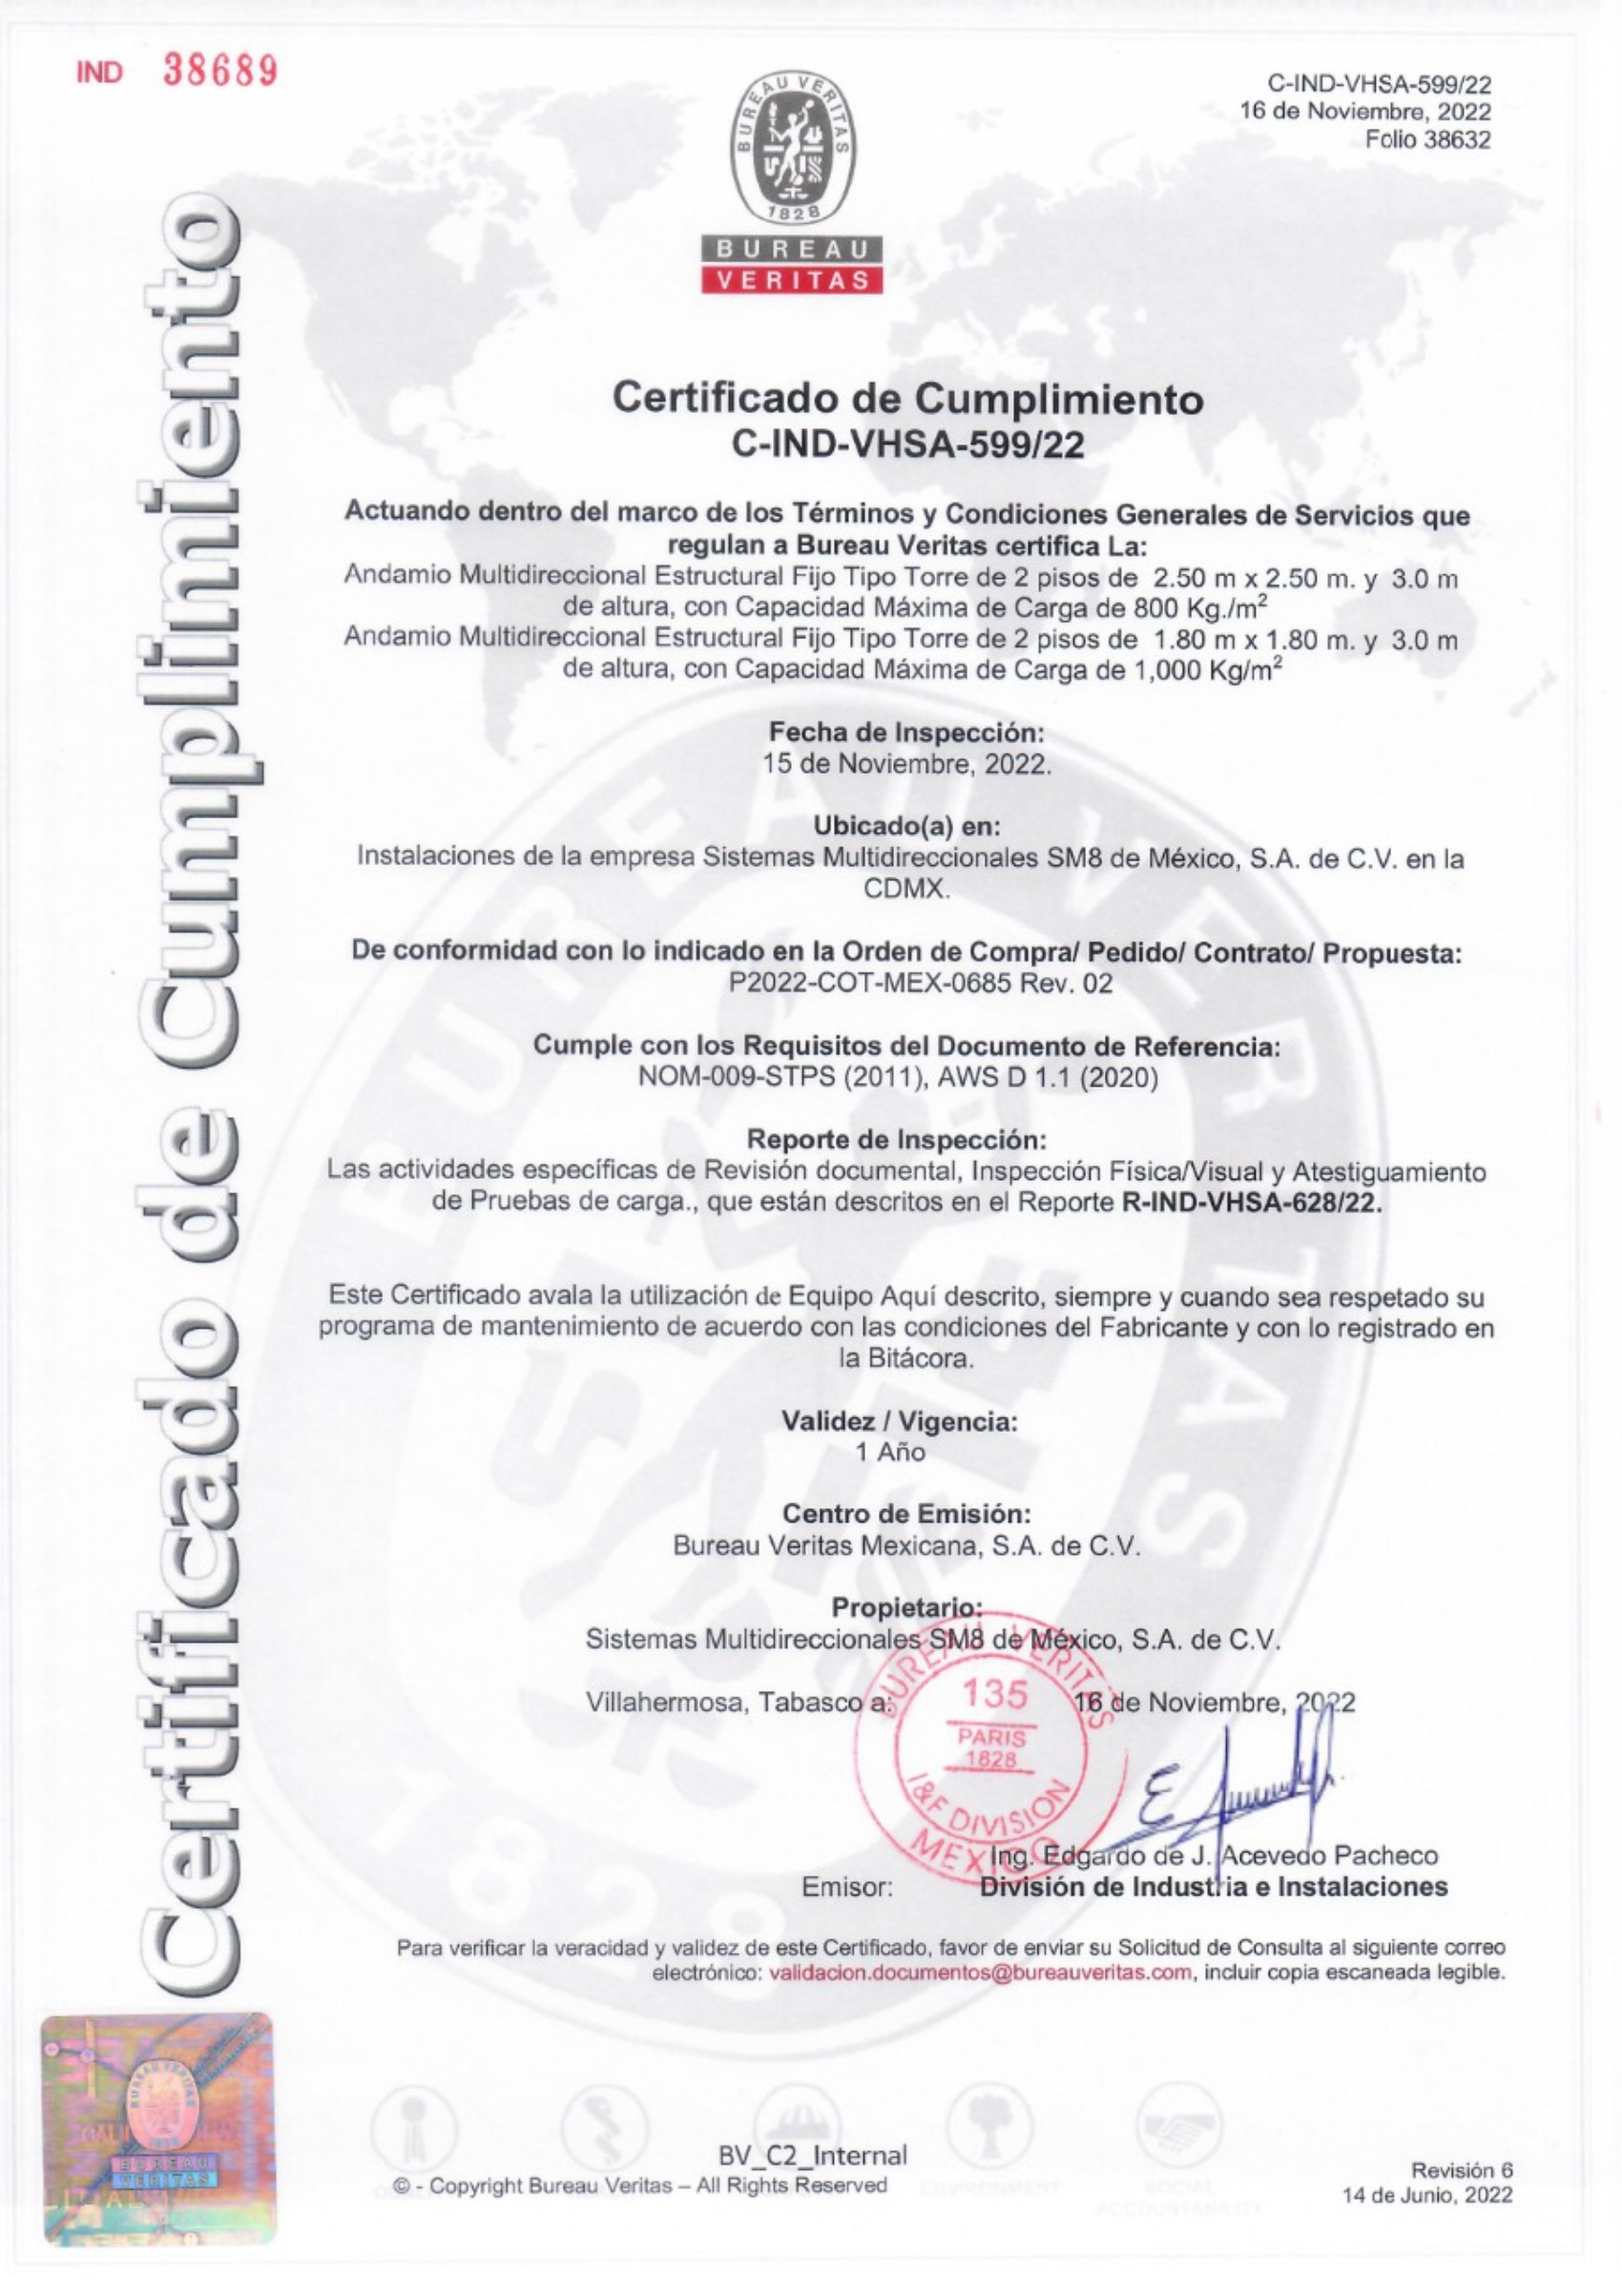 IND 38689
C-IND-VHSA-599/22
16 de Noviembre, 2022
Folio 38632
BUREAU VERITAS
1828
BUREAU
VERITAS
Certificado de Cumplimiento
Certificado de Cumplimiento
C-IND-VHSA-599/22
Actuando dentro del marco de los Términos y Condiciones Generales de Servicios que
regulan a Bureau Veritas certifica La:
Andamio Multidireccional Estructural Fijo Tipo Torre de 2 pisos de 2.50 m x 2.50 m. y 3.0 m
de altura, con Capacidad Máxima de Carga de 800 Kg./m²
Andamio Multidireccional Estructural Fijo Tipo Torre de 2 pisos de 1.80 m x 1.80 m. y 3.0 m
de altura, con Capacidad Máxima de Carga de 1,000 Kg/m²
Fecha de Inspección:
15 de Noviembre, 2022.
Ubicado(a) en:
Instalaciones de la empresa Sistemas Multidireccionales SM8 de México, S.A. de C.V. en la
CDMX.
De conformidad con lo indicado en la Orden de Compra/ Pedido/ Contrato/ Propuesta:
P2022-COT-MEX-0685 Rev. 02
Cumple con los Requisitos del Documento de Referencia:
NOM-009-STPS (2011), AWS D 1.1 (2020)
Reporte de Inspección:
Las actividades específicas de Revisión documental, Inspección Física/Visual y Atestiguamiento
de Pruebas de carga., que están descritos en el Reporte R-IND-VHSA-628/22.
Este Certificado avala la utilización de Equipo Aquí descrito, siempre y cuando sea respetado su
programa de mantenimiento de acuerdo con las condiciones del Fabricante y con lo registrado en
la Bitácora.
Validez / Vigencia:
1 Año
Centro de Emisión:
Bureau Veritas Mexicana, S.A. de C.V.
Propietario:
Sistemas Multidireccionales SM8 de México, S.A. de C.V.
Villahermosa, Tabasco a: 16 de Noviembre, 2022
BUREAU VERITAS
135
PARIS
1828
I&F DIVISION
MEXICO
Ing. Edgardo de J. Acevedo Pacheco
Emisor: División de Industria e Instalaciones
Para verificar la veracidad y validez de este Certificado, favor de enviar su Solicitud de Consulta al siguiente correo
electrónico: validacion.documentos@bureauveritas.com, incluir copia escaneada legible.
BUREAU
VERITAS
BV_C2_Internal
© - Copyright Bureau Veritas – All Rights Reserved
ENVIRONMENT
SOCIAL
ACCOUNTABILITY
Revisión 6
14 de Junio, 2022